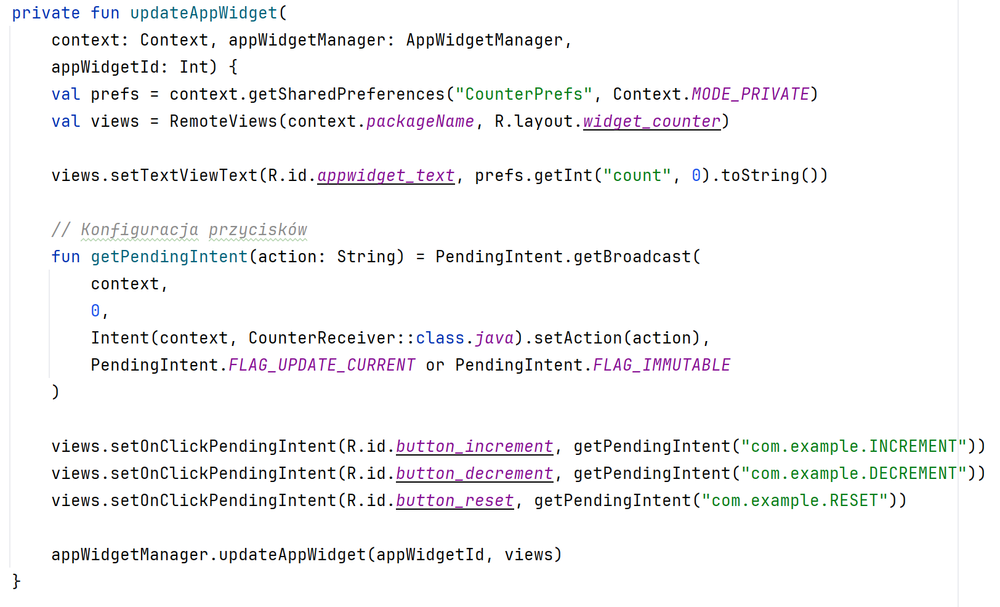 private fun updateAppWidget(
    context: Context, appWidgetManager: AppWidgetManager,
    appWidgetId: Int) {
    val prefs = context.getSharedPreferences("CounterPrefs", Context.MODE_PRIVATE)
    val views = RemoteViews(context.packageName, R.layout.widget_counter)

    views.setTextViewText(R.id.appwidget_text, prefs.getInt("count", 0).toString())

    // Konfiguracja przycisków
    fun getPendingIntent(action: String) = PendingIntent.getBroadcast(
        context,
        0,
        Intent(context, CounterReceiver::class.java).setAction(action),
        PendingIntent.FLAG_UPDATE_CURRENT or PendingIntent.FLAG_IMMUTABLE
    )

    views.setOnClickPendingIntent(R.id.button_increment, getPendingIntent("com.example.INCREMENT"))
    views.setOnClickPendingIntent(R.id.button_decrement, getPendingIntent("com.example.DECREMENT"))
    views.setOnClickPendingIntent(R.id.button_reset, getPendingIntent("com.example.RESET"))

    appWidgetManager.updateAppWidget(appWidgetId, views)
}